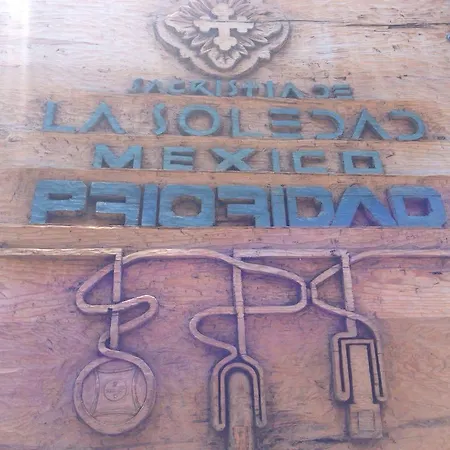 SACRISTIA DE
LA SOLEDAD
MEXICO
PRIORIDAD